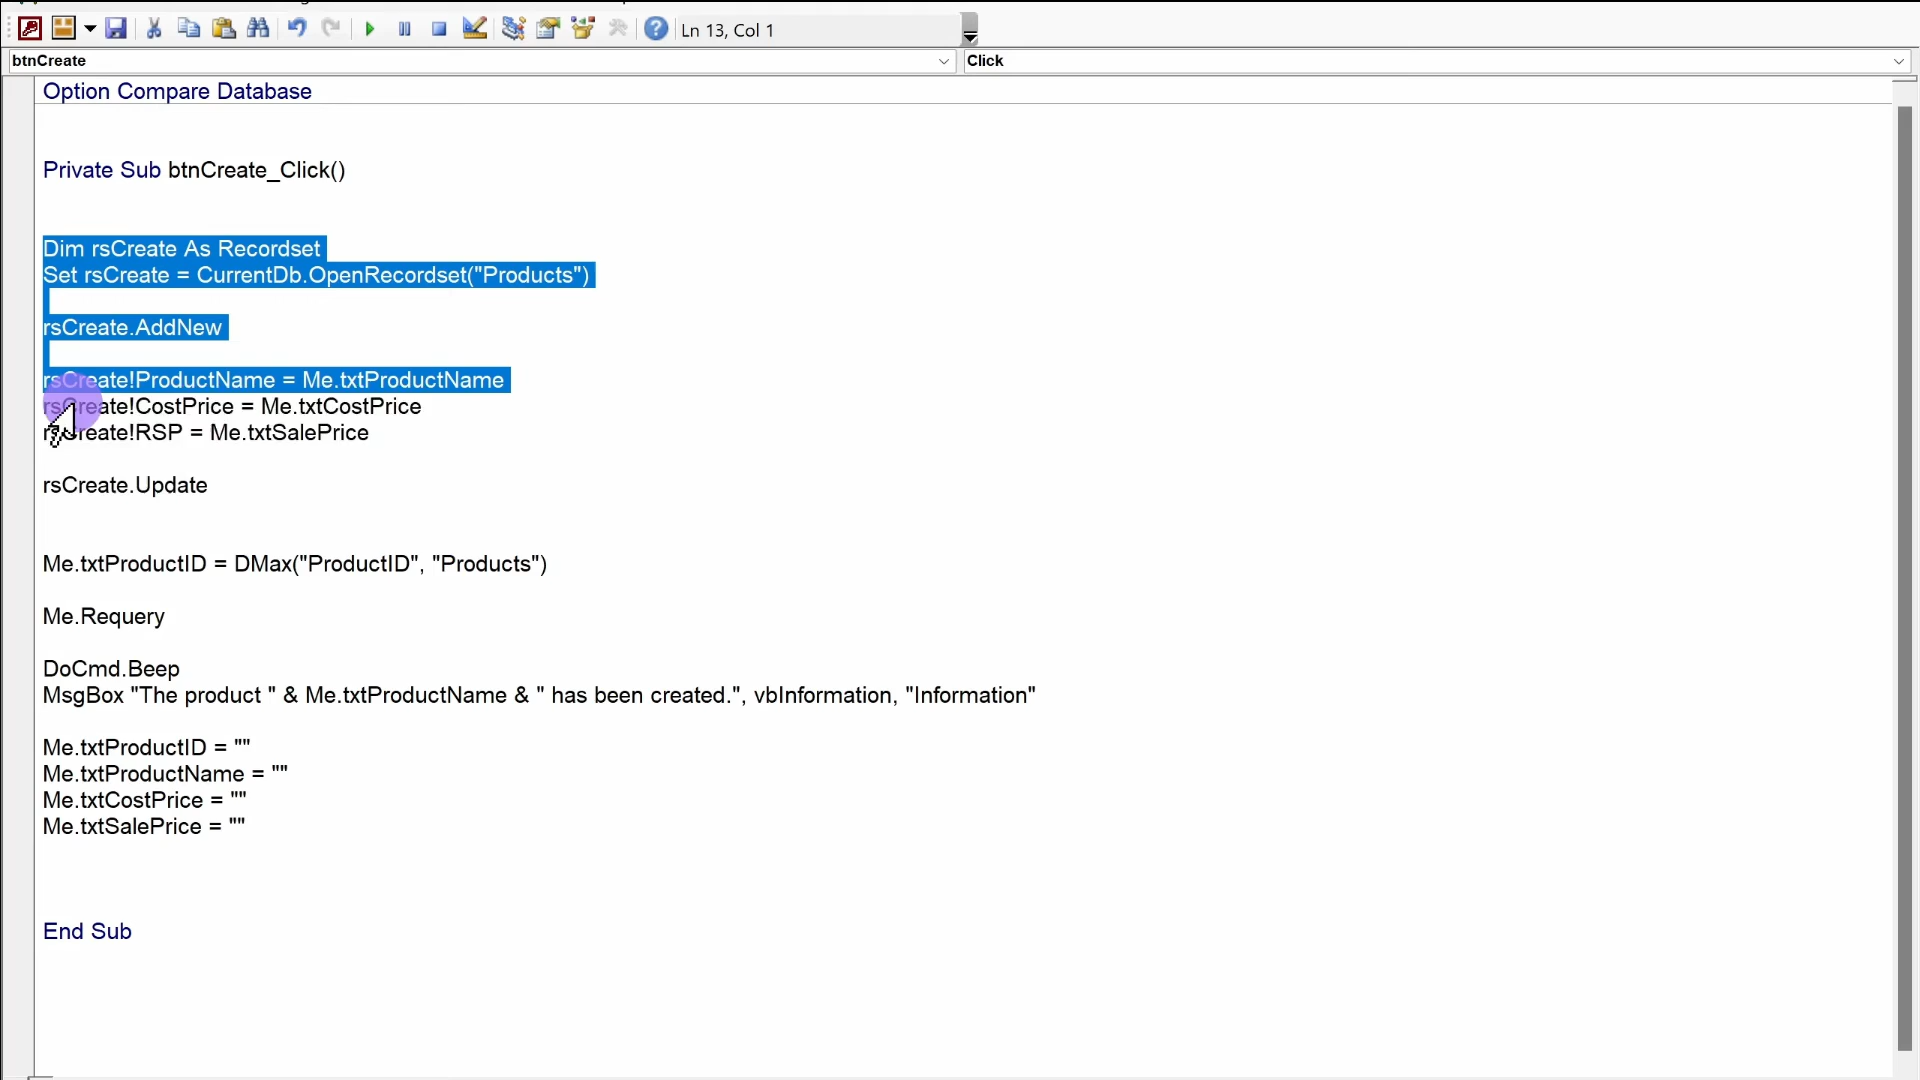 Ln 13, Col 1
btnCreate
Click
Option Compare Database
Private Sub btnCreate_Click()
Dim rsCreate As Recordset
Set rsCreate = CurrentDb.OpenRecordset("Products")
rsCreate.AddNew
rsCreate!ProductName = Me.txtProductName
rsCreate!CostPrice = Me.txtCostPrice
rsCreate!RSP = Me.txtSalePrice
rsCreate.Update
Me.txtProductID = DMax("ProductID", "Products")
Me.Requery
DoCmd.Beep
MsgBox "The product " & Me.txtProductName & " has been created.", vbInformation, "Information"
Me.txtProductID = ""
Me.txtProductName = ""
Me.txtCostPrice = ""
Me.txtSalePrice = ""
End Sub